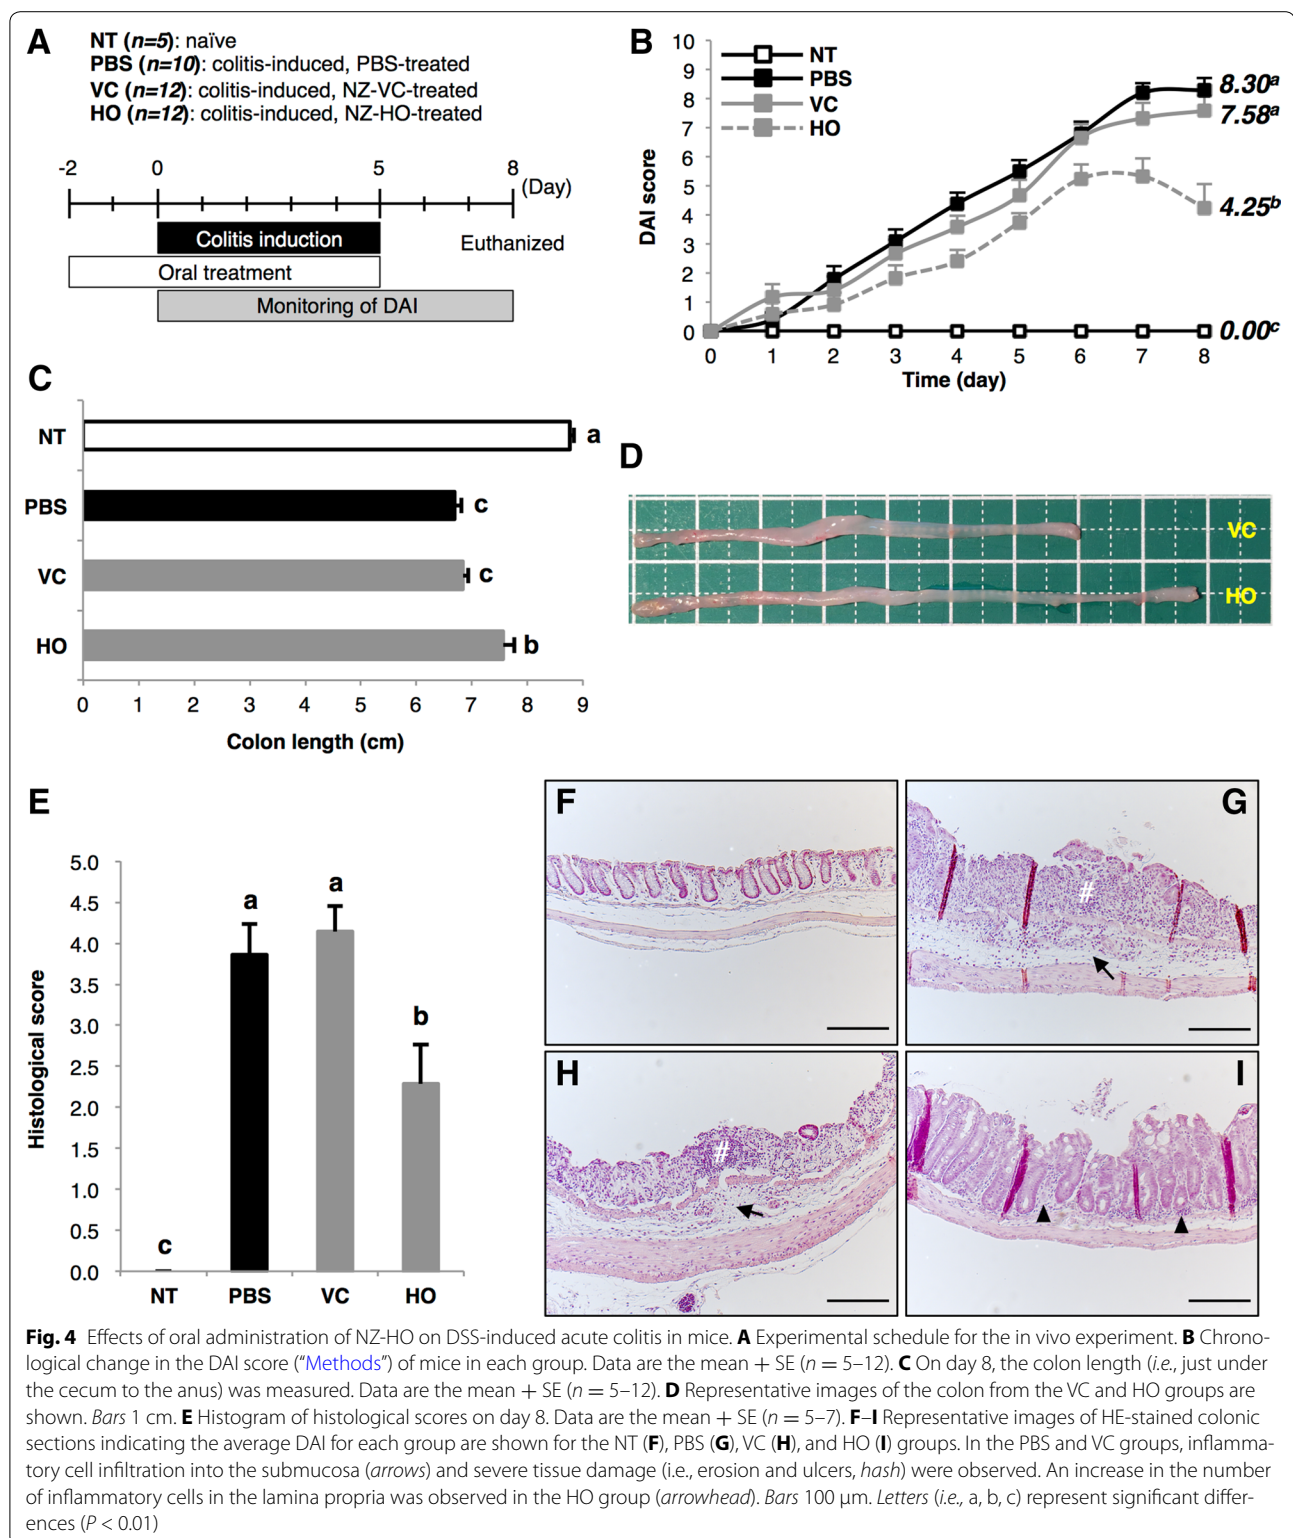 A
NT (n=5): naïve
PBS (n=10): colitis-induced, PBS-treated
VC (n=12): colitis-induced, NZ-VC-treated
HO (n=12): colitis-induced, NZ-HO-treated
-2 0 5 8 (Day)
Colitis induction
Euthanized
Oral treatment
Monitoring of DAI
B
DAI score
10
9
8
7
6
5
4
3
2
1
0
NT
PBS
VC
HO
8.30a
7.58a
4.25b
0.00c
0 1 2 3 4 5 6 7 8
Time (day)
C
NT a
PBS c
VC c
HO b
0 1 2 3 4 5 6 7 8 9
Colon length (cm)
D
VC
HO
E
Histological score
5.0
4.5
4.0
3.5
3.0
2.5
2.0
1.5
1.0
0.5
0.0
c a a b
NT PBS VC HO
F
G
#
H
#
I
Fig. 4 Effects of oral administration of NZ-HO on DSS-induced acute colitis in mice. A Experimental schedule for the in vivo experiment. B Chrono-
logical change in the DAI score (“Methods”) of mice in each group. Data are the mean + SE (n = 5–12). C On day 8, the colon length (i.e., just under
the cecum to the anus) was measured. Data are the mean + SE (n = 5–12). D Representative images of the colon from the VC and HO groups are
shown. Bars 1 cm. E Histogram of histological scores on day 8. Data are the mean + SE (n = 5–7). F–I Representative images of HE-stained colonic
sections indicating the average DAI for each group are shown for the NT (F), PBS (G), VC (H), and HO (I) groups. In the PBS and VC groups, inflamma-
tory cell infiltration into the submucosa (arrows) and severe tissue damage (i.e., erosion and ulcers, hash) were observed. An increase in the number
of inflammatory cells in the lamina propria was observed in the HO group (arrowhead). Bars 100 μm. Letters (i.e., a, b, c) represent significant differ-
ences (P < 0.01)